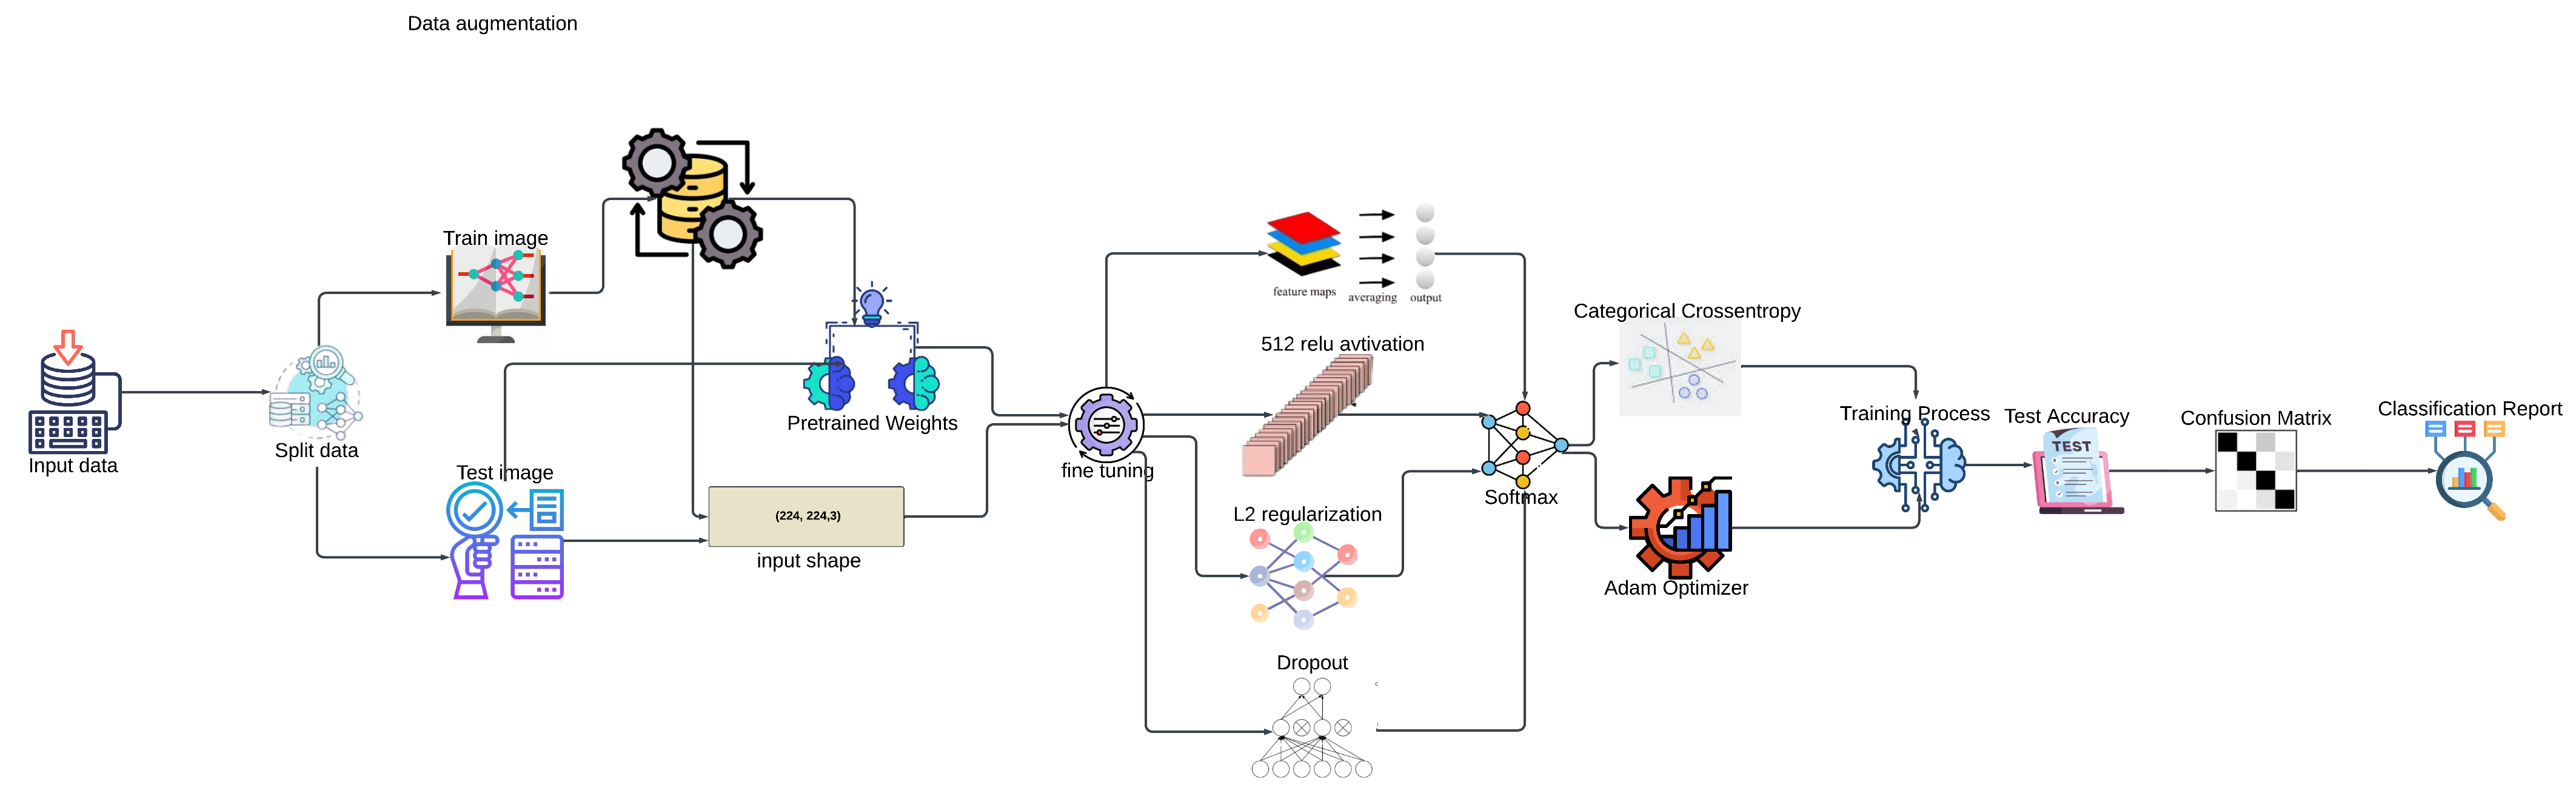 Data augmentation
Train image
Input data
Split data
Test image
Pretrained Weights
(224, 224,3)
input shape
fine tuning
feature maps
averaging
output
512 relu avtivation
L2 regularization
Dropout
Softmax
Categorical Crossentropy
Adam Optimizer
Training Process
Test Accuracy
TEST
Confusion Matrix
Classification Report